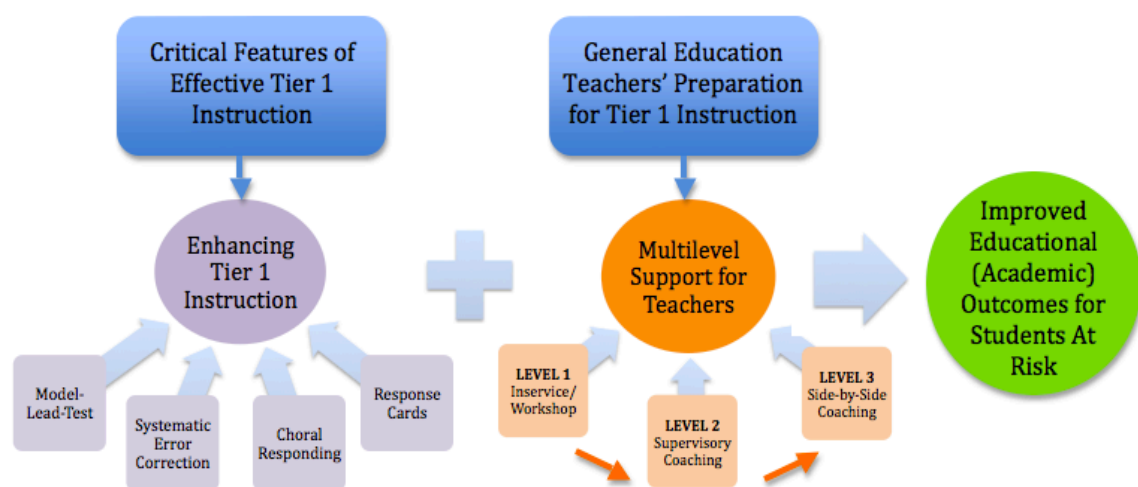 Critical Features of
Effective Tier 1
Instruction
General Education
Teachers’ Preparation
for Tier 1 Instruction
Enhancing
Tier 1
Instruction
Multilevel
Support for
Teachers
Improved
Educational
(Academic)
Outcomes for
Students At
Risk
Model-
Lead-Test
Systematic
Error
Correction
Choral
Responding
Response
Cards
LEVEL 1
Inservice/
Workshop
LEVEL 2
Supervisory
Coaching
LEVEL 3
Side-by-Side
Coaching